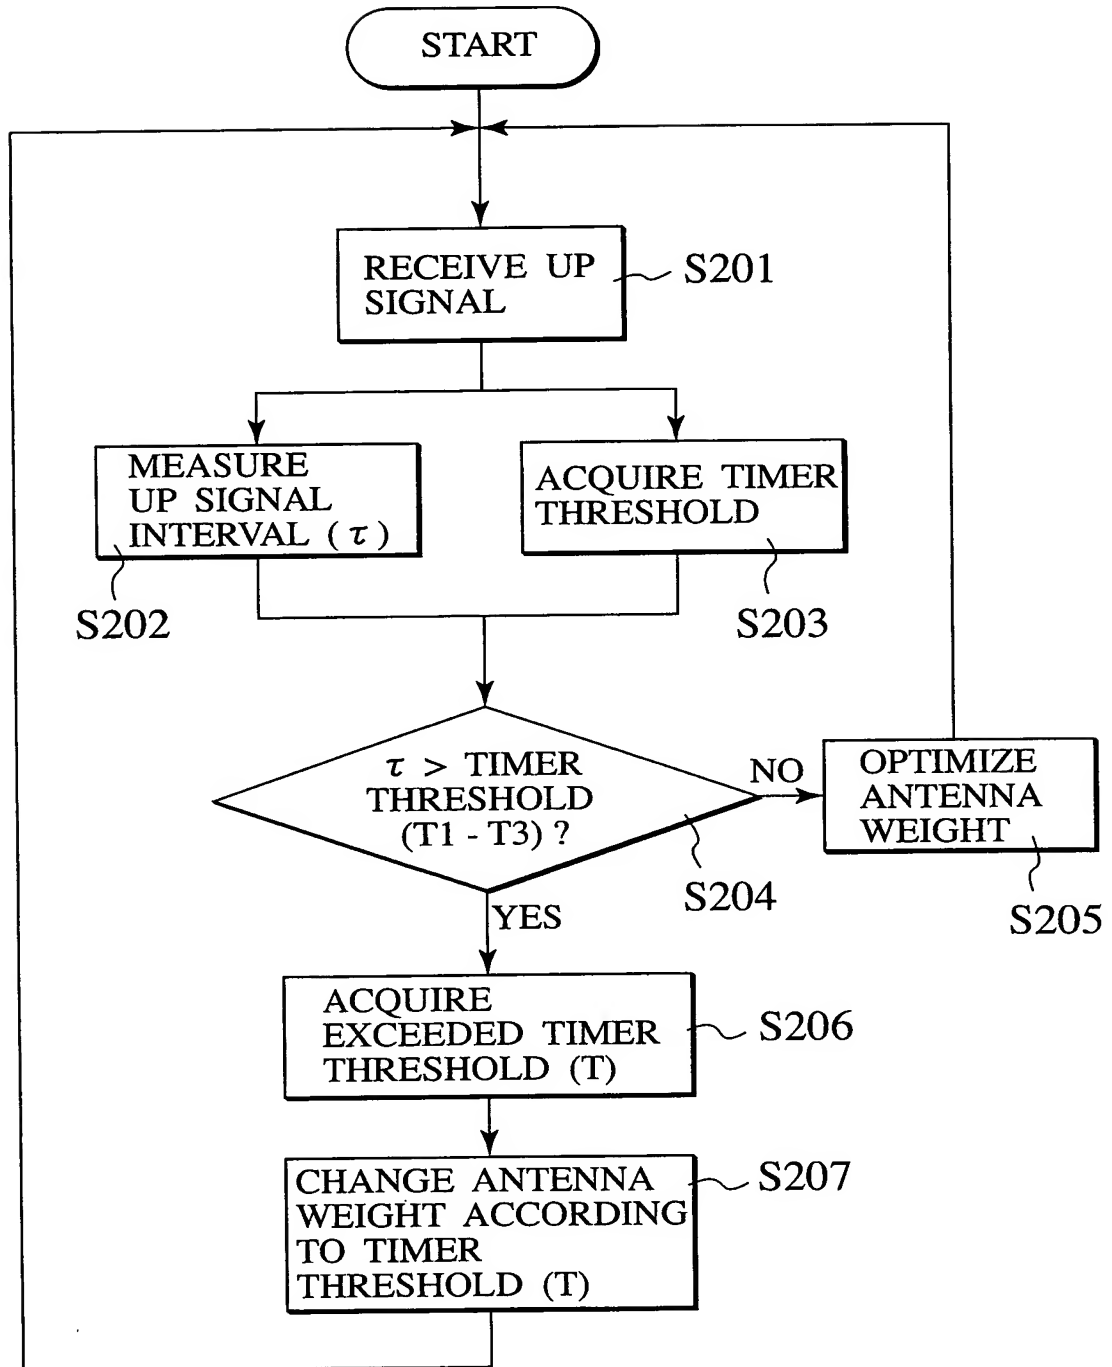 START
RECEIVE UP
SIGNAL
S201
MEASURE
UP SIGNAL
INTERVAL ( τ )
S202
ACQUIRE TIMER
THRESHOLD
S203
τ > TIMER
THRESHOLD
(T1 - T3) ?
S204
NO
OPTIMIZE
ANTENNA
WEIGHT
S205
YES
ACQUIRE
EXCEEDED TIMER
THRESHOLD (T)
S206
CHANGE ANTENNA
WEIGHT ACCORDING
TO TIMER
THRESHOLD (T)
S207